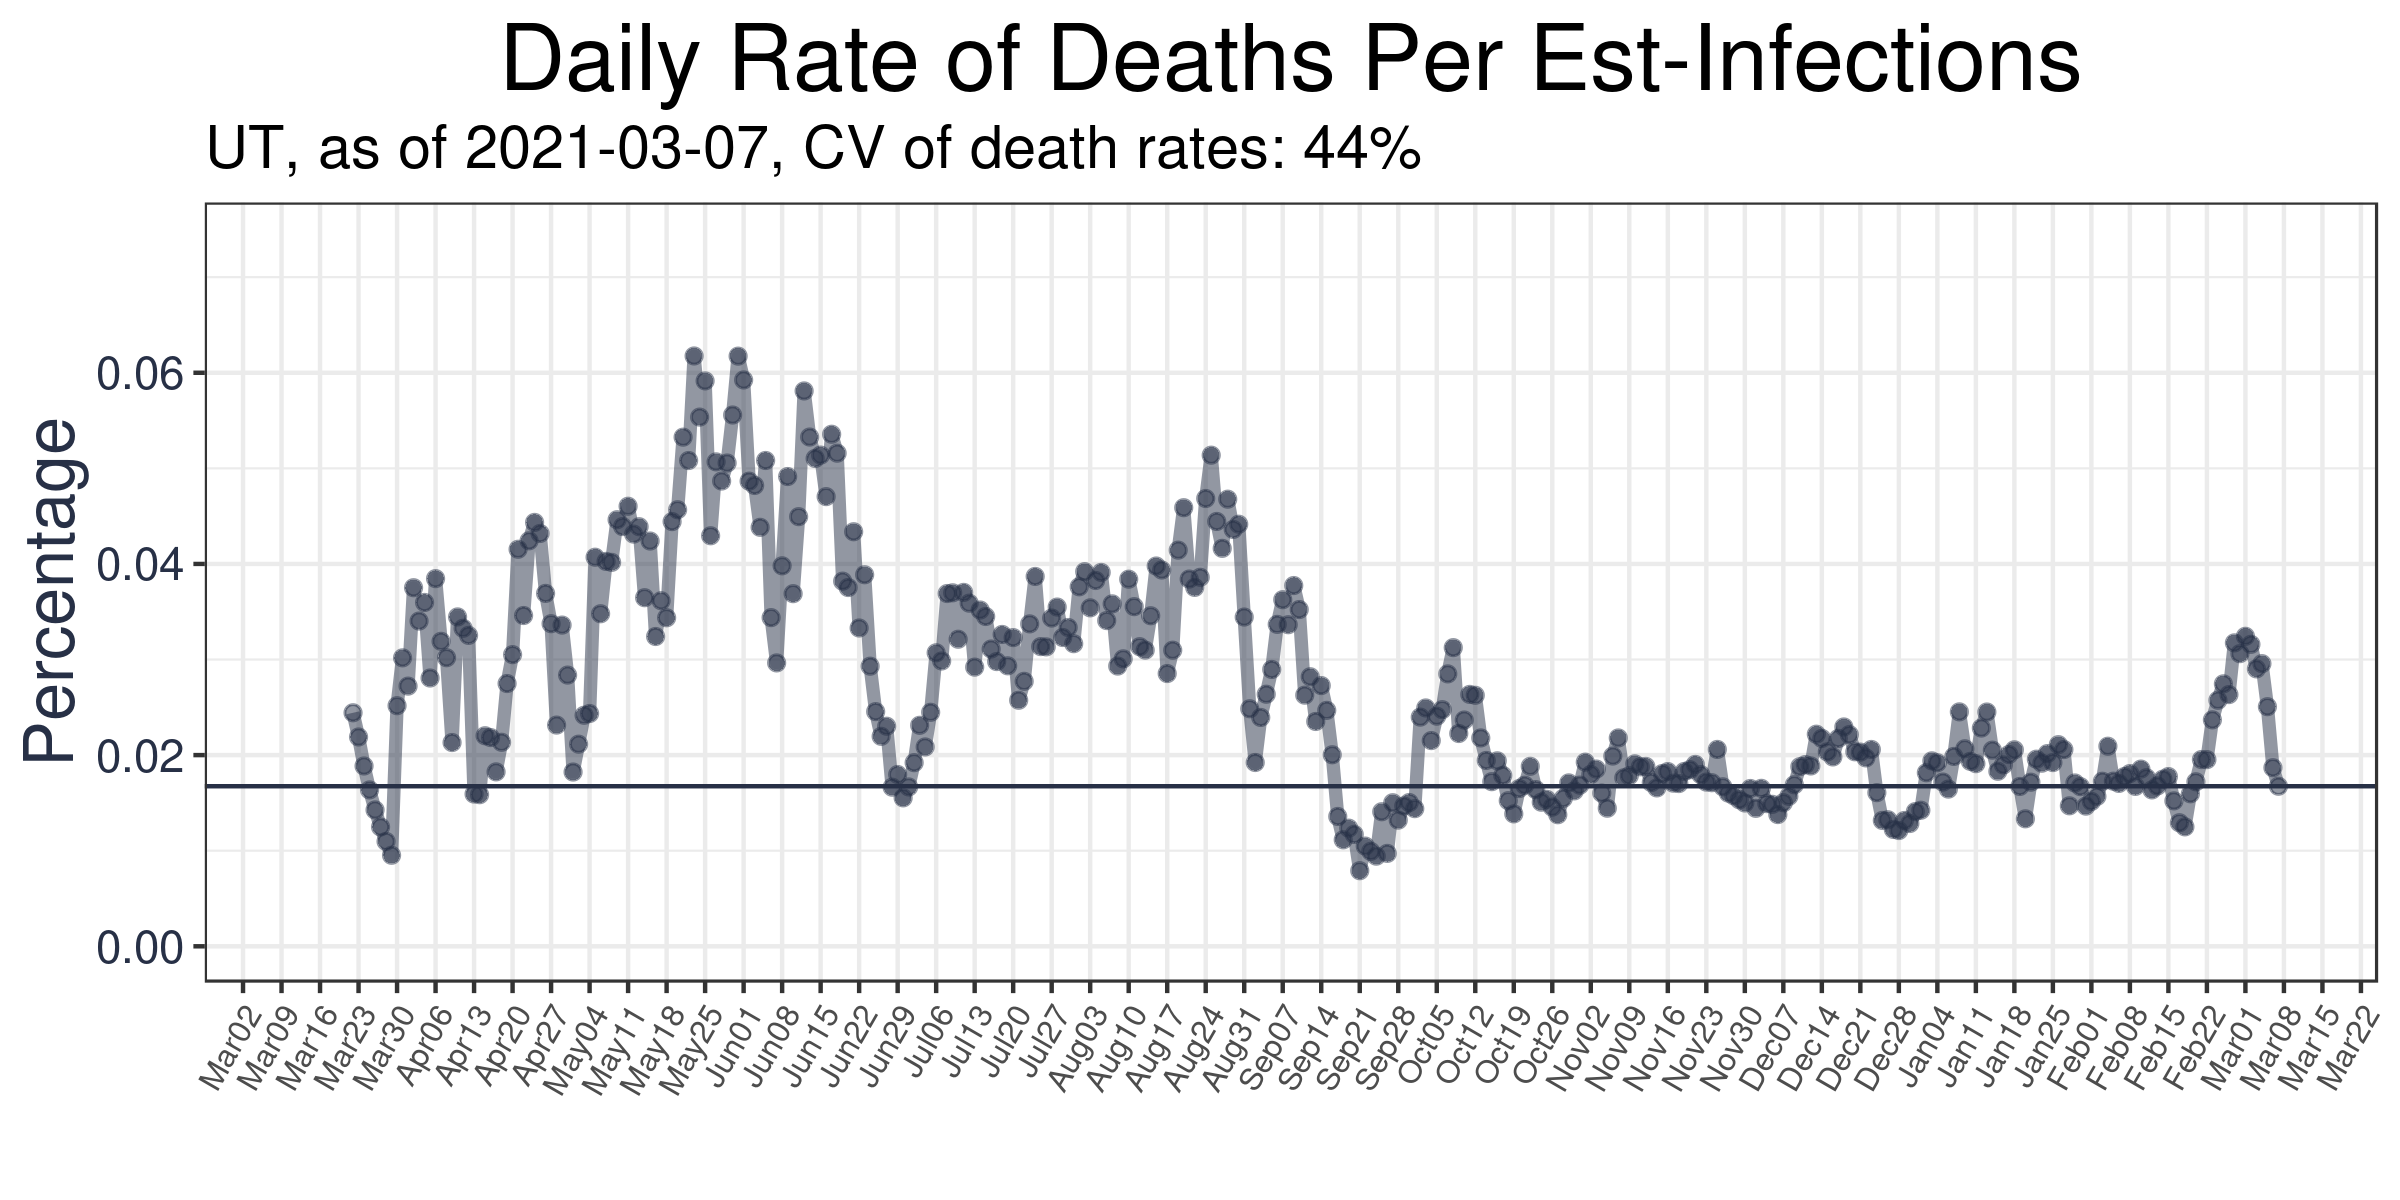 Daily Rate of Deaths Per Est-Infections
UT, as of 2021-03-07, CV of death rates: 44%
Percentage
0.06
0.04
0.02
0.00
Mar02
Mar09
Mar16
Mar23
Mar30
Apr06
Apr13
Apr20
Apr27
May04
May11
May18
May25
Jun01
Jun08
Jun15
Jun22
Jun29
Jul06
Jul13
Jul20
Jul27
Aug03
Aug10
Aug17
Aug24
Aug31
Sep07
Sep14
Sep21
Sep28
Oct05
Oct12
Oct19
Oct26
Nov02
Nov09
Nov16
Nov23
Nov30
Dec07
Dec14
Dec21
Dec28
Jan04
Jan11
Jan18
Jan25
Feb01
Feb08
Feb15
Feb22
Mar01
Mar08
Mar15
Mar22